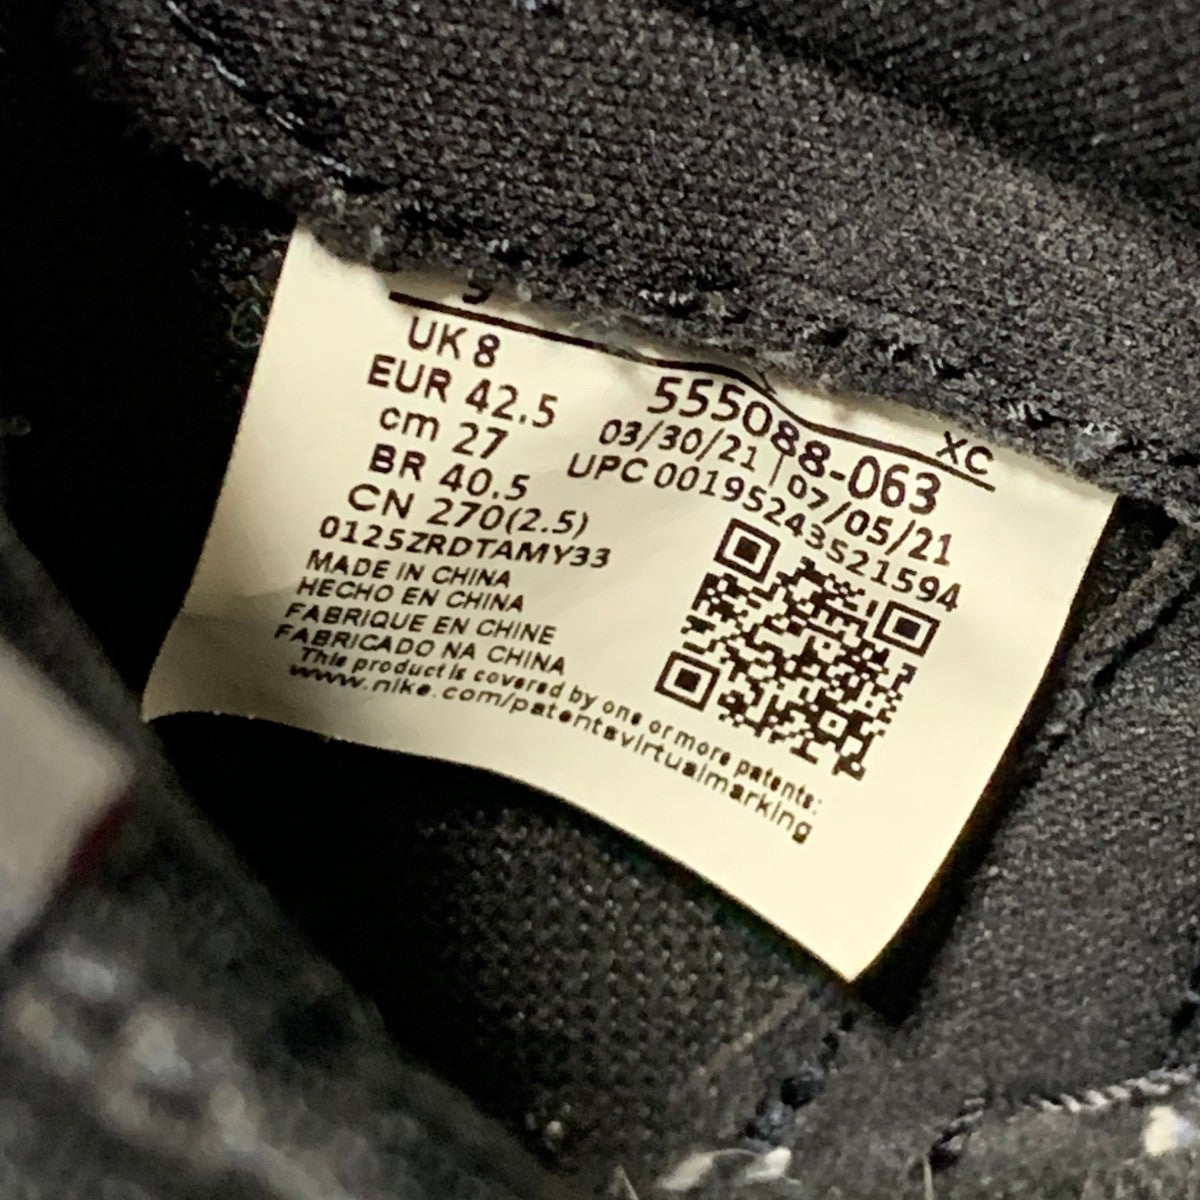 UK 8
EUR 42.5
cm 27
BR 40.5
CN 270(2.5)
0125ZRDTAMY33
MADE IN CHINA
HECHO EN CHINA
FABRIQUE EN CHINE
FABRICADO NA CHINA
This product is covered by one or more patents:
www.nike.com/patentsvirtualmarking
XC
555088-063
03/30/21 | 07/05/21
UPC 00195243521594